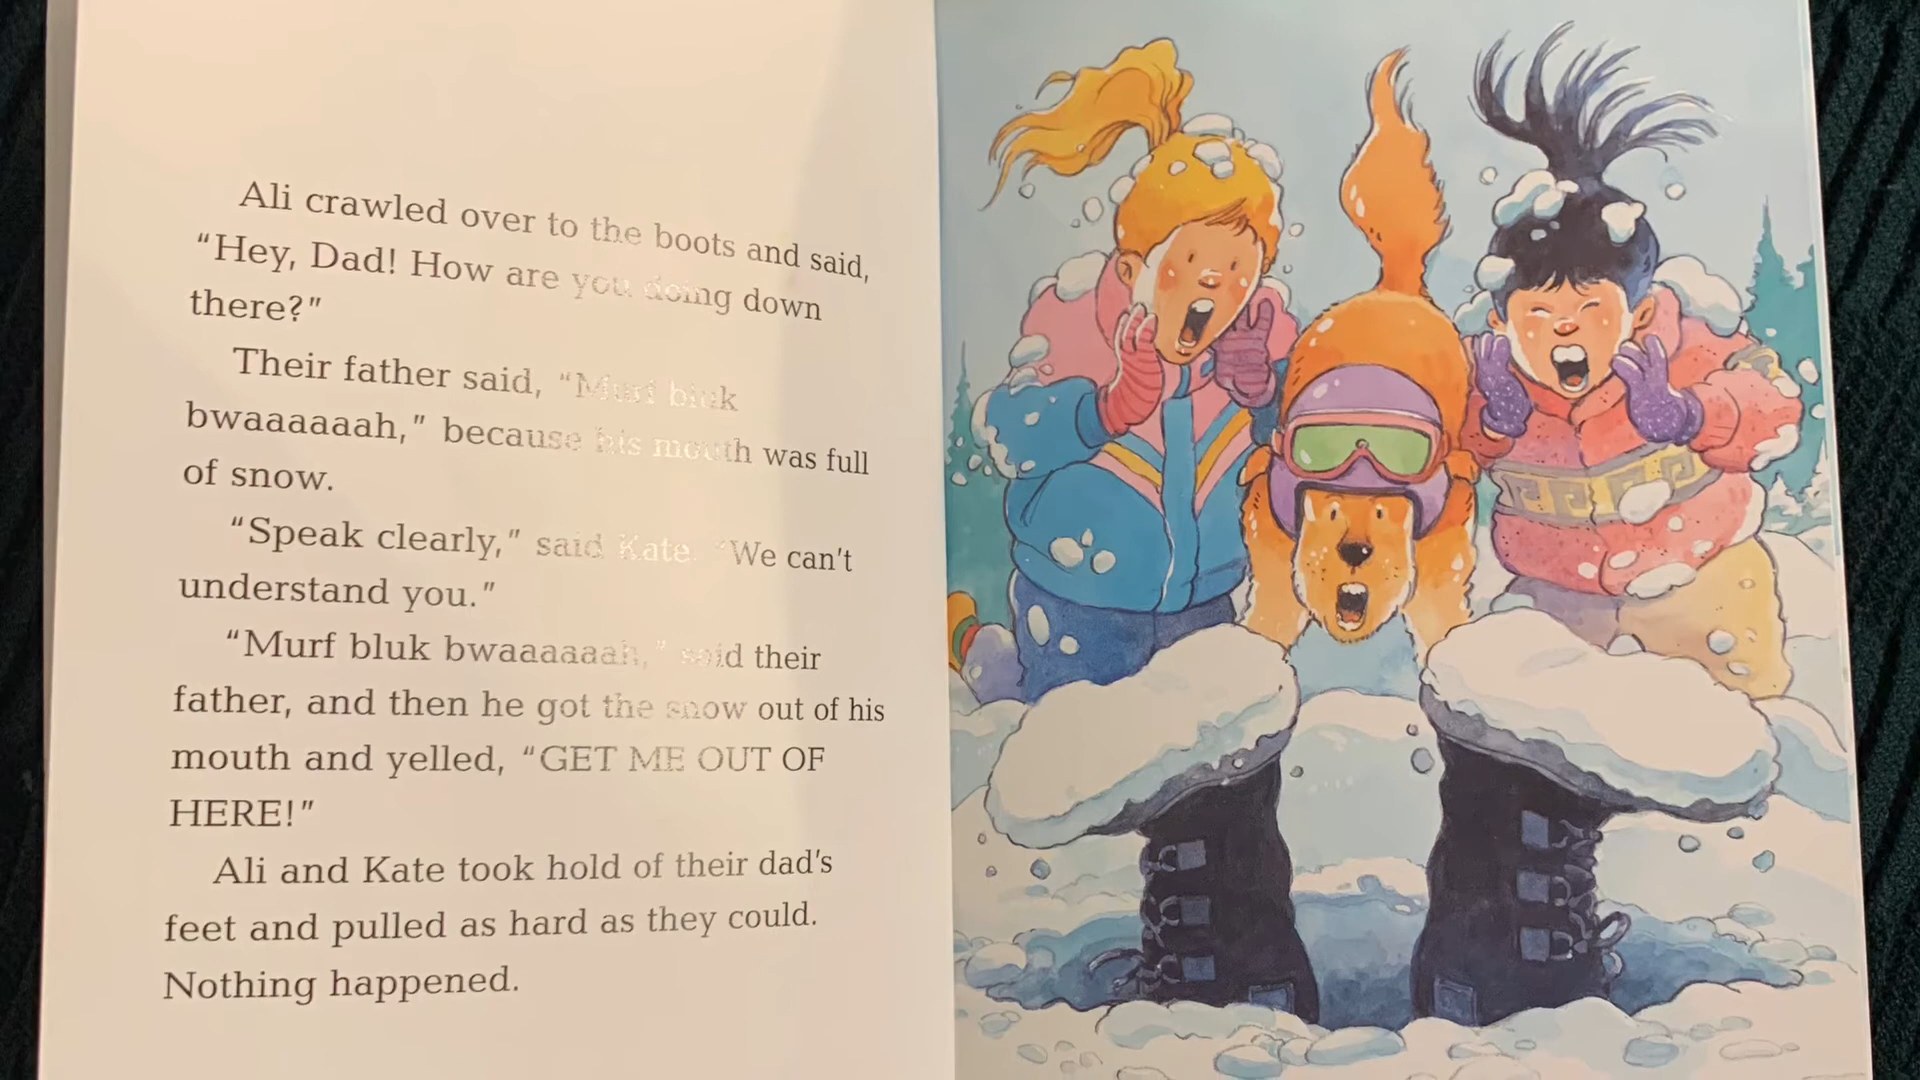 Ali crawled over to the boots and said,
“Hey, Dad! How are you doing down
there?”
Their father said, “Murf bluk
bwaaaaaah,” because his mouth was full
of snow.
“Speak clearly,” said Kate. “We can't
understand you.”
“Murf bluk bwaaaaaah,” said their
father, and then he got the snow out of his
mouth and yelled, “GET ME OUT OF
HERE!”
Ali and Kate took hold of their dad's
feet and pulled as hard as they could.
Nothing happened.